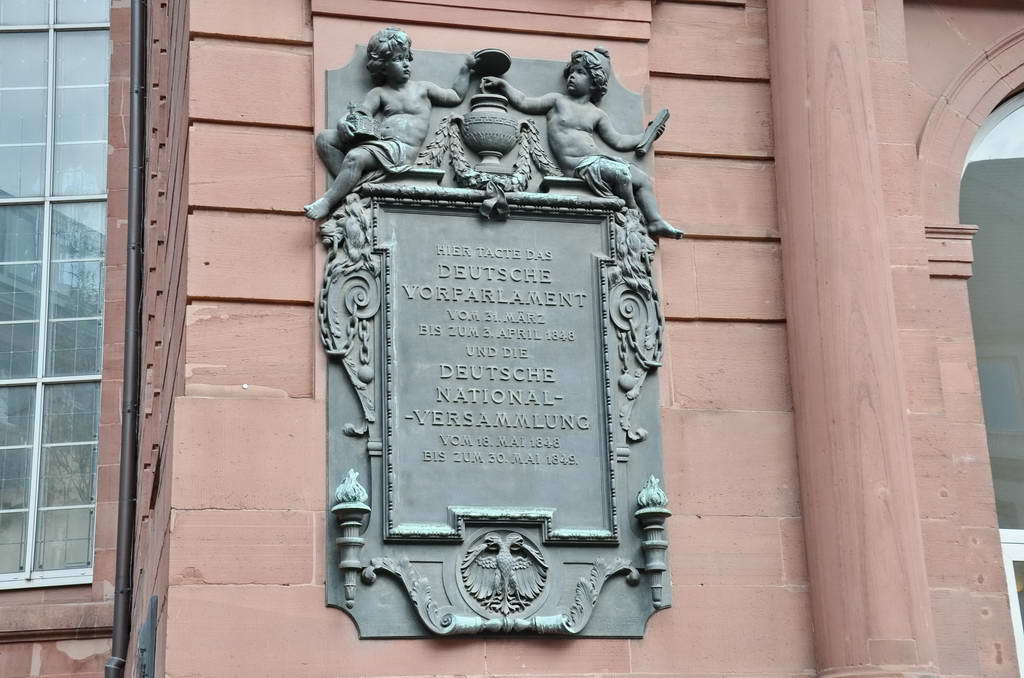 HIER TAGTE DAS
DEUTSCHE
VORPARLAMENT
VOM 31. MÄRZ
BIS ZUM 3. APRIL 1848
UND DIE
DEUTSCHE
NATIONAL-
-VERSAMMLUNG
VOM 18. MAI 1848
BIS ZUM 30. MAI 1849.